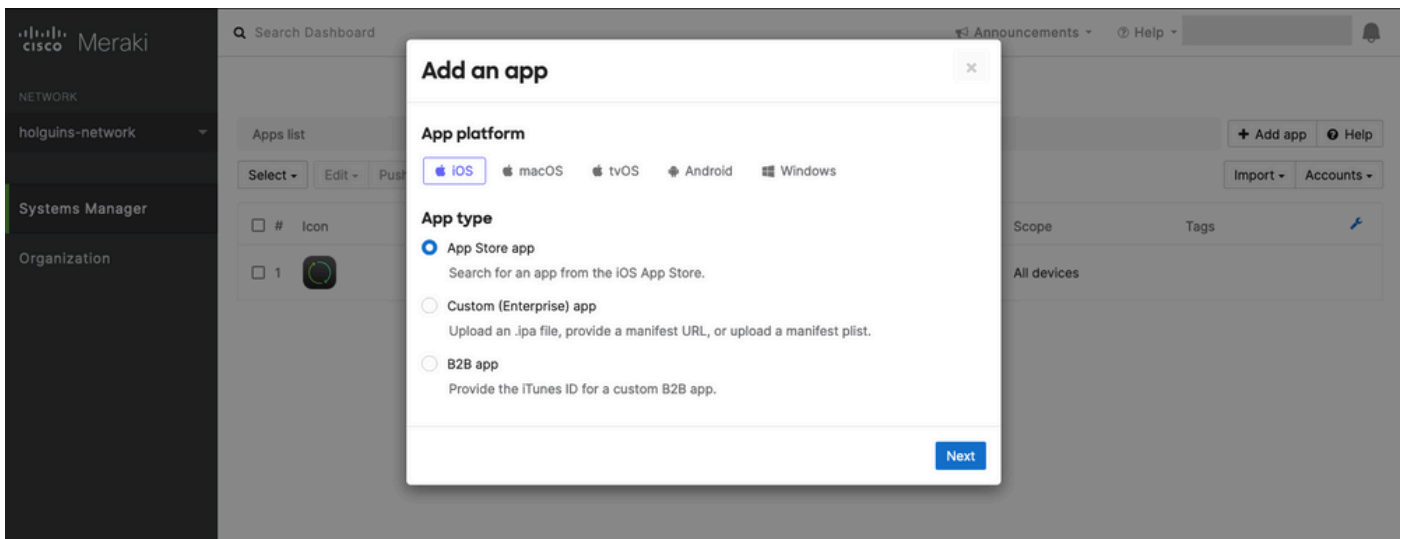 cisco Meraki
Search Dashboard
Announcements
Help
NETWORK
holguins-network
Apps list
+ Add app
Help
Select
Edit
Import
Accounts
Systems Manager
Organization
# Icon
Scope
Tags
1
All devices
Add an app
×
App platform
iOS macOS tvOS Android Windows
App type
App Store app
Search for an app from the iOS App Store.
Custom (Enterprise) app
Upload an .ipa file, provide a manifest URL, or upload a manifest plist.
B2B app
Provide the iTunes ID for a custom B2B app.
Next